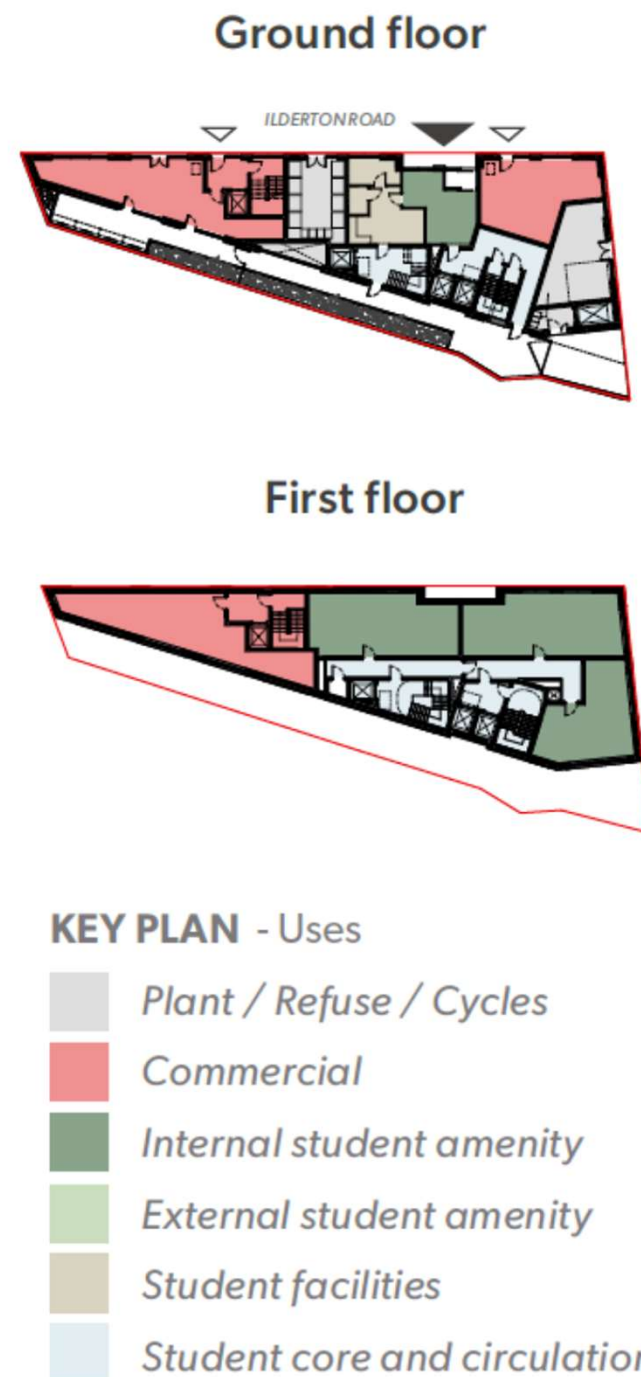 Ground floor
ILDERTON ROAD
First floor
KEY PLAN - Uses
Plant / Refuse / Cycles
Commercial
Internal student amenity
External student amenity
Student facilities
Student core and circulation